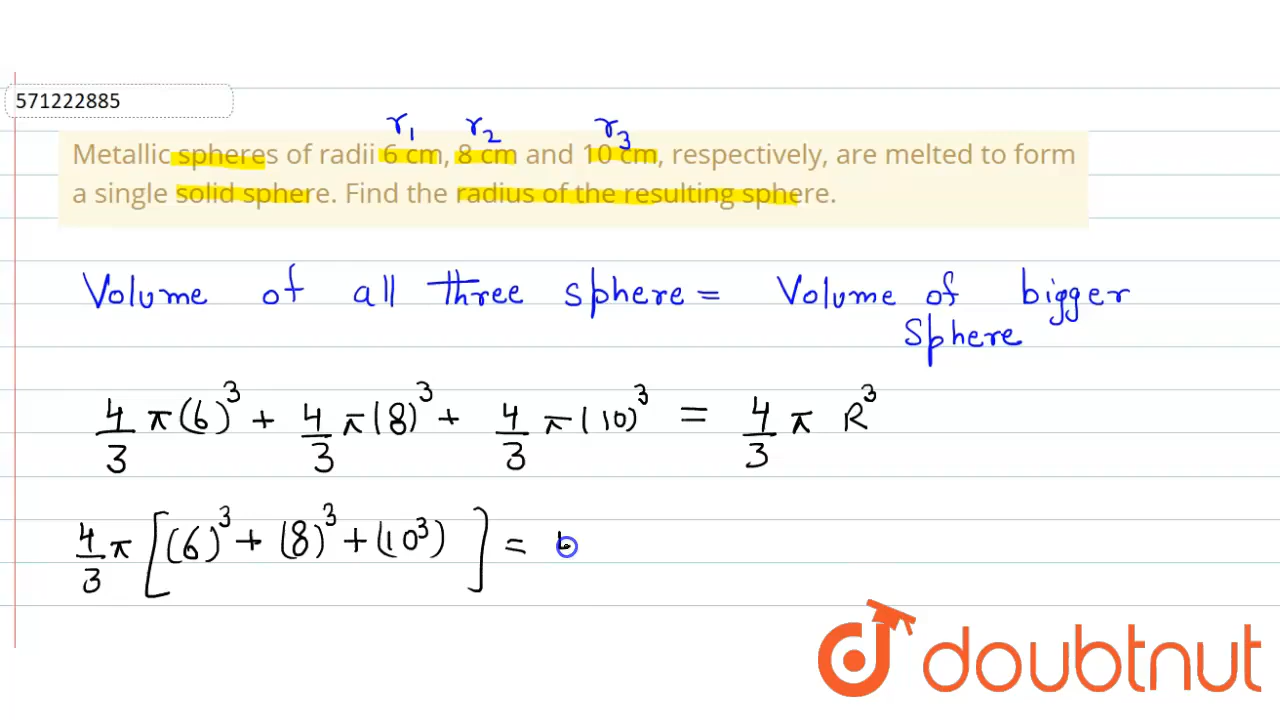 571222885
r₁ r₂ r₃
Metallic spheres of radii 6 cm, 8 cm and 10 cm, respectively, are melted to form
a single solid sphere. Find the radius of the resulting sphere.
Volume of all three sphere = Volume of bigger
Sphere
4/3 π(6)³ + 4/3 π(8)³ + 4/3 π(10)³ = 4/3 π R³
4/3 π [(6)³ + (8)³ + (10³)] =
doubtnut